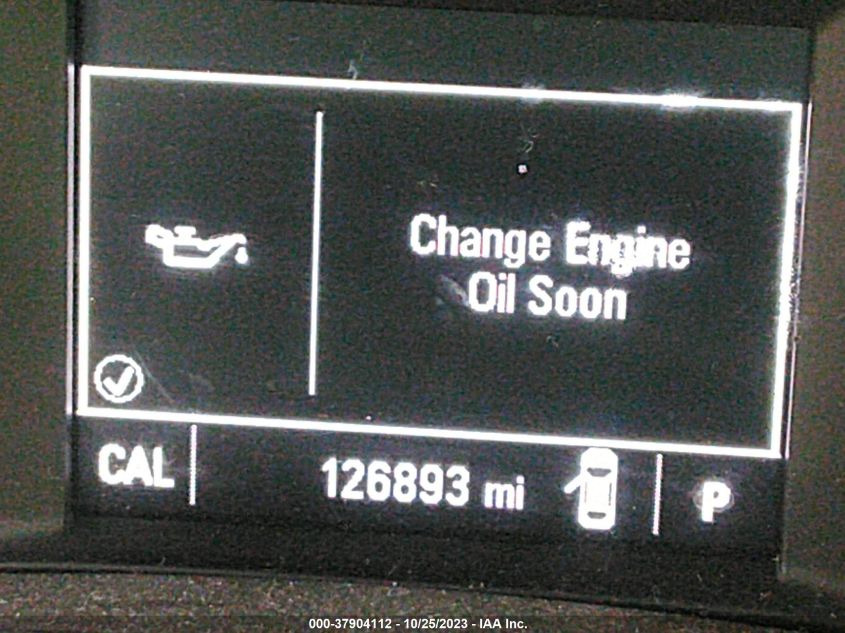 Change Engine
Oil Soon
CAL 126893 mi P
000-37904112 - 10/25/2023 - IAA Inc.